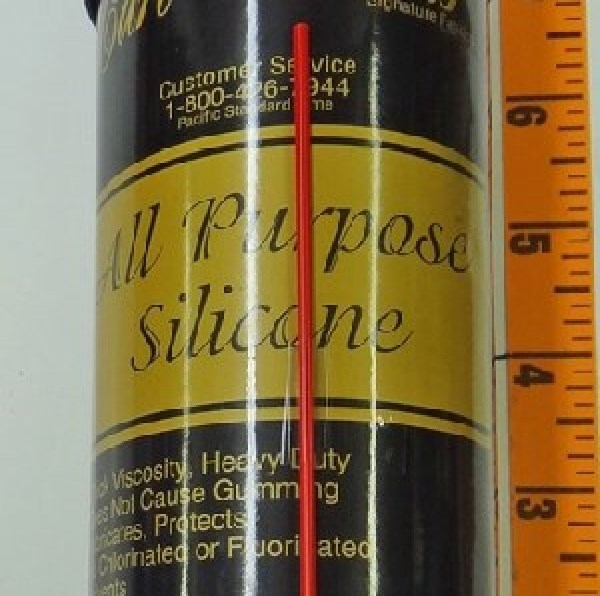 Signature
Customer Service
1-800-426-7944
Pacific Standard Time
All Purpose
Silicone
Viscosity, Heavy Duty
Not Cause Gumming
Protects
Chlorinated or Fluorinated
6
5
4
3